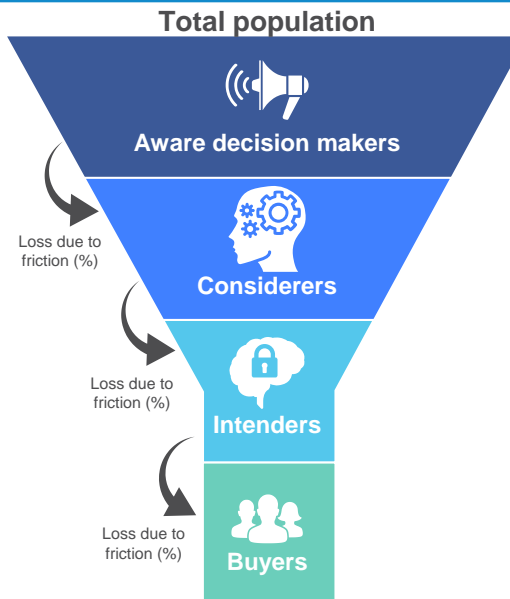 Total population
Aware decision makers
Loss due to
friction (%)
Considerers
Loss due to
friction (%)
Intenders
Loss due to
friction (%)
Buyers